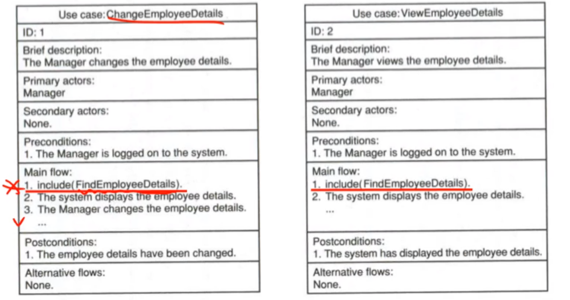 Use case: ChangeEmployeeDetails
ID: 1
Brief description:
The Manager changes the employee details.
Primary actors:
Manager
Secondary actors:
None.
Preconditions:
1. The Manager is logged on to the system.
Main flow:
1. include(FindEmployeeDetails).
2. The system displays the employee details.
3. The Manager changes the employee details.
...
Postconditions:
1. The employee details have been changed.
Alternative flows:
None.
Use case: ViewEmployeeDetails
ID: 2
Brief description:
The Manager views the employee details.
Primary actors:
Manager
Secondary actors:
None.
Preconditions:
1. The Manager is logged on to the system.
Main flow:
1. include(FindEmployeeDetails).
2. The system displays the employee details.
...
Postconditions:
1. The system has displayed the employee details.
Alternative flows:
None.